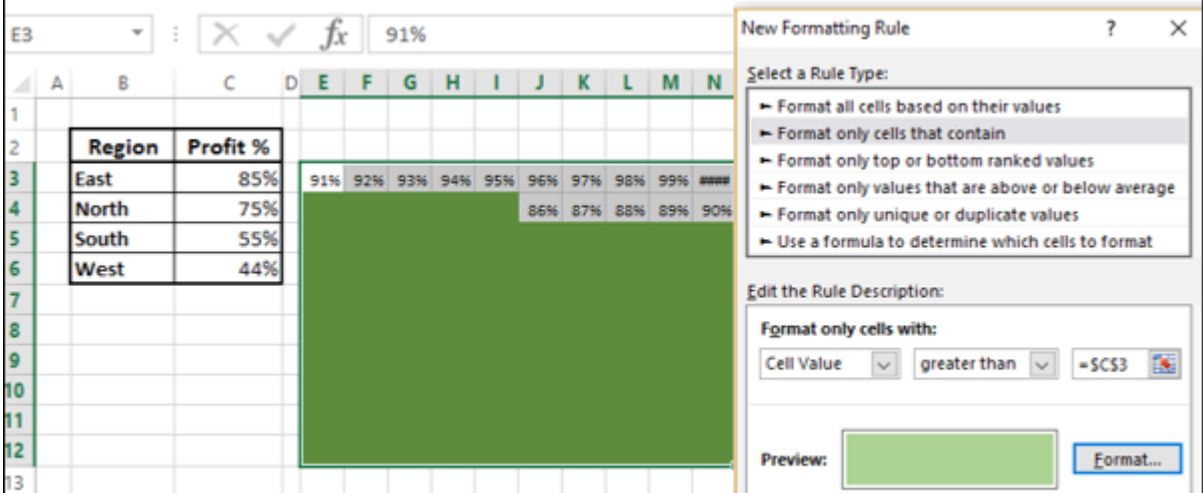 E3 fx 91%
A B C D E F G H I J K L M N
1
2 Region Profit %
3 East 85% 91% 92% 93% 94% 95% 96% 97% 98% 99% ####
4 North 75% 86% 87% 88% 89% 90%
5 South 55%
6 West 44%
7
8
9
10
11
12
13
New Formatting Rule ? ×
Select a Rule Type:
► Format all cells based on their values
► Format only cells that contain
► Format only top or bottom ranked values
► Format only values that are above or below average
► Format only unique or duplicate values
► Use a formula to determine which cells to format
Edit the Rule Description:
Format only cells with:
Cell Value greater than =$C$3
Preview: Format...